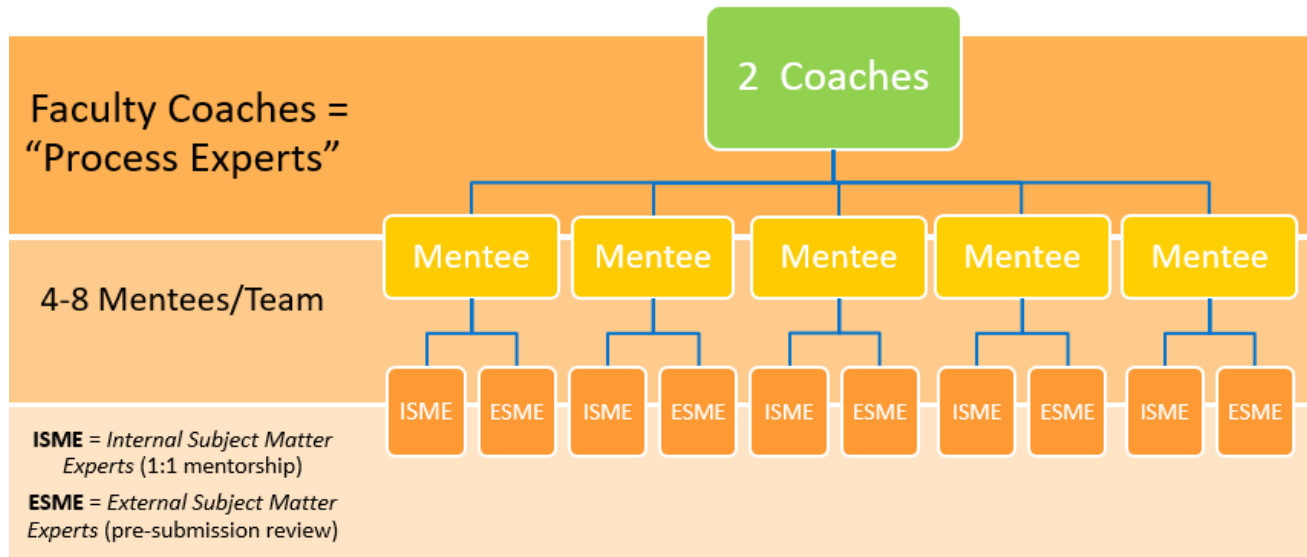 2 Coaches
Faculty Coaches =
“Process Experts”
Mentee Mentee Mentee Mentee Mentee
4-8 Mentees/Team
ISME ESME ISME ESME ISME ESME ISME ESME ISME ESME
ISME = Internal Subject Matter
Experts (1:1 mentorship)
ESME = External Subject Matter
Experts (pre-submission review)